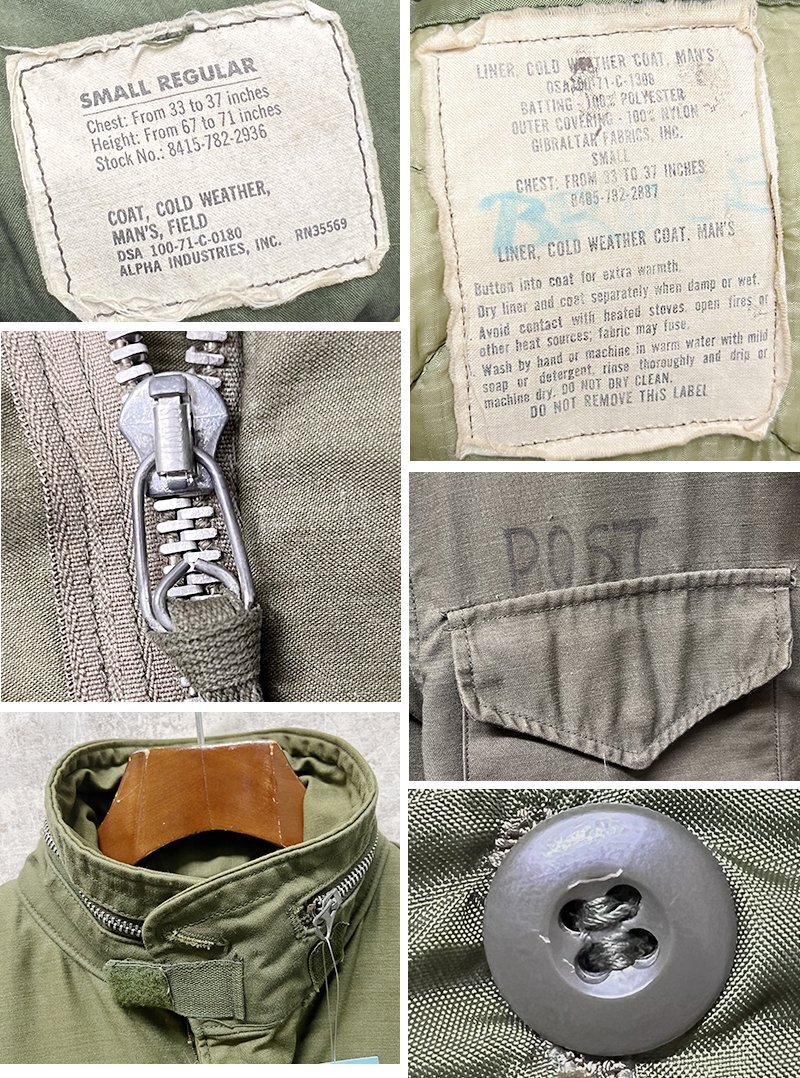 SMALL REGULAR
Chest: From 33 to 37 inches
Height: From 67 to 71 inches
Stock No.: 8415-782-2936
COAT, COLD WEATHER,
MAN'S, FIELD
DSA 100-71-C-0180
ALPHA INDUSTRIES, INC. RN35569
LINER, COLD WEATHER COAT, MAN'S
DSA100-71-C-1308
BATTING - 100% POLYESTER
OUTER COVERING - 100% NYLON
GIBRALTAR FABRICS, INC.
SMALL
CHEST: FROM 33 TO 37 INCHES
8405-782-2887
LINER, COLD WEATHER COAT, MAN'S
Button into coat for extra warmth.
Dry liner and coat separately when damp or wet.
Avoid contact with heated stoves, open fires or
other heat sources; fabric may fuse.
Wash by hand or machine in warm water with mild
soap or detergent, rinse thoroughly and drip or
machine dry. DO NOT DRY CLEAN.
DO NOT REMOVE THIS LABEL
POST